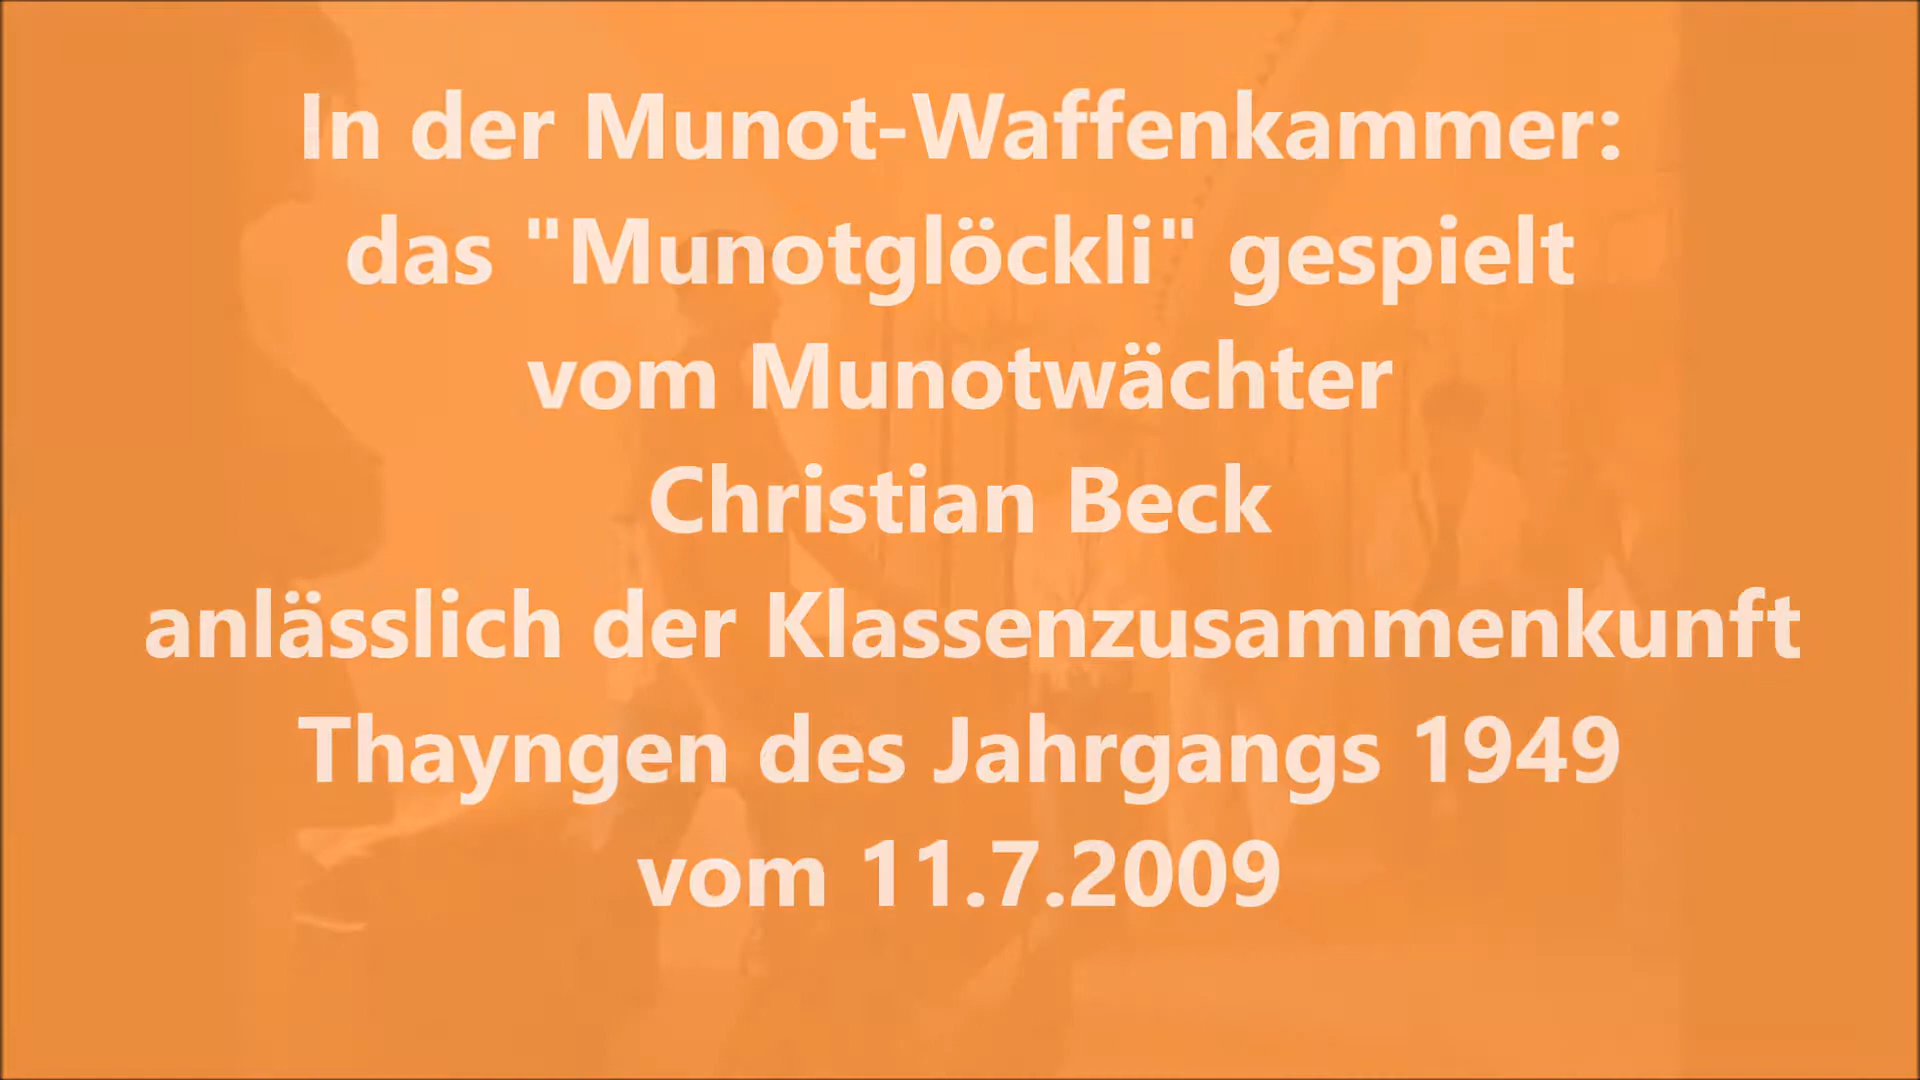 In der Munot-Waffenkammer:
das "Munotglöckli" gespielt
vom Munotwächter
Christian Beck
anlässlich der Klassenzusammenkunft
Thayngen des Jahrgangs 1949
vom 11.7.2009